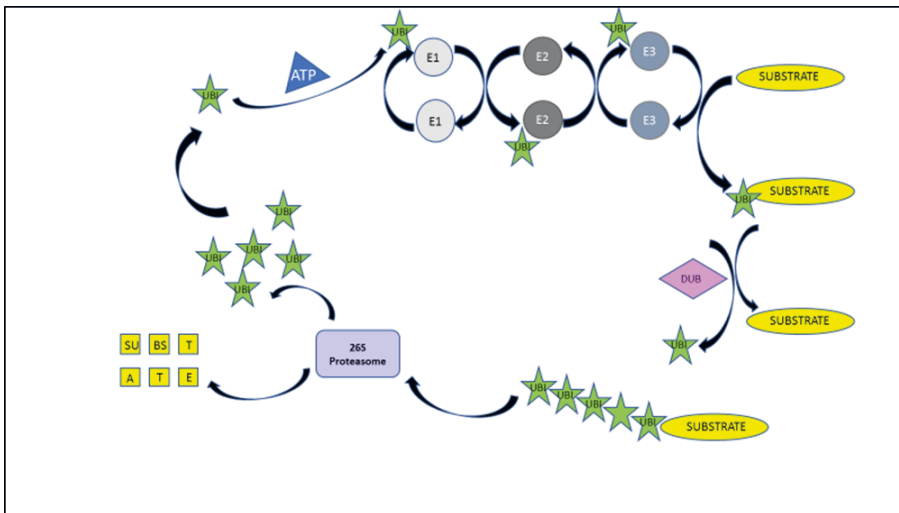 UBI
UBI
E1
E2
E3
ATP
SUBSTRATE
UBI
E1
E2
E3
UBI
SUBSTRATE
UBI
UBI
UBI
UBI
UBI
UBI
DUB
SUBSTRATE
UBI
SU BS T
26S
Proteasome
A T E
UBI
UBI
UBI
UBI
SUBSTRATE